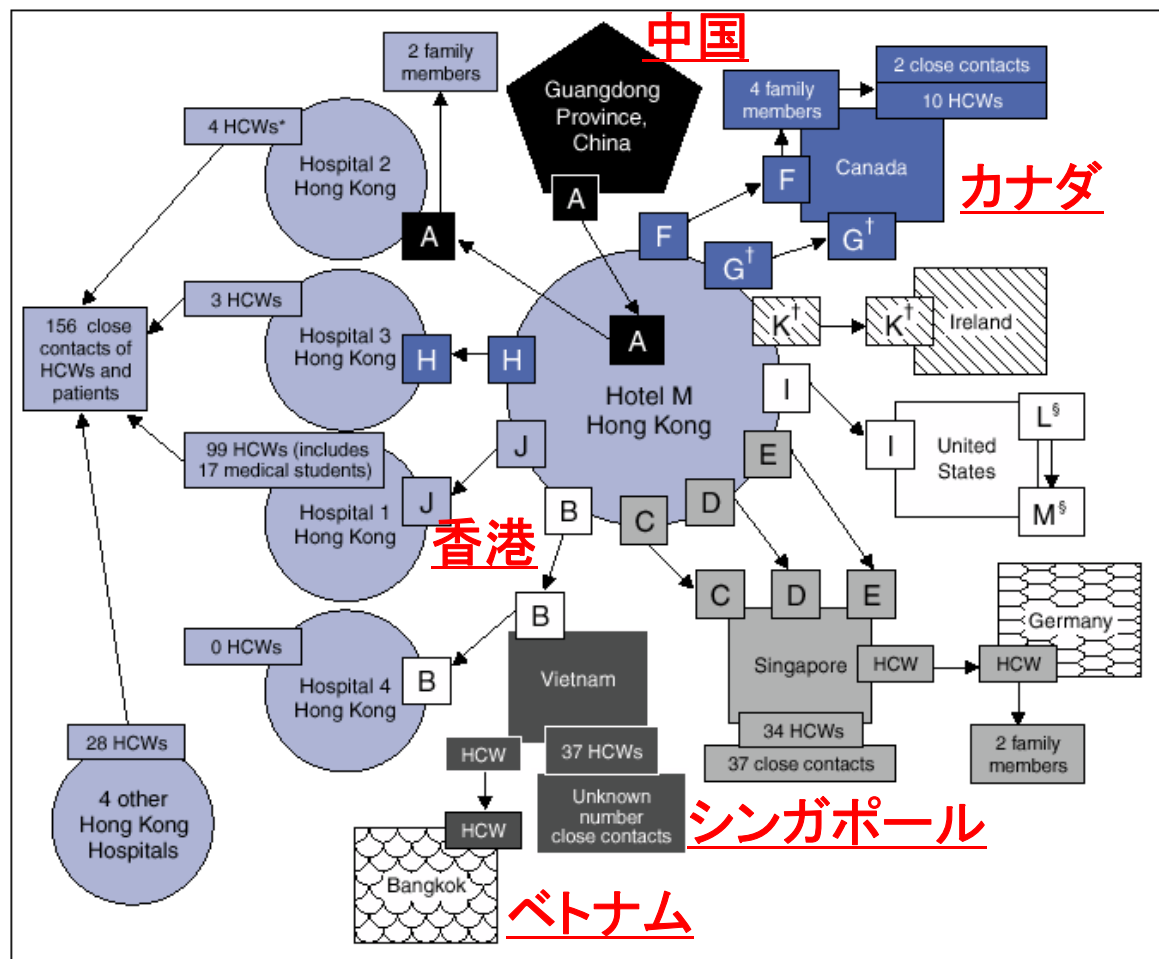 中国
2 family
members
Guangdong
Province,
China
A
4 family
members
2 close contacts
10 HCWs
4 HCWs*
Hospital 2
Hong Kong
A
F
Canada
カナダ
F
G†
G†
3 HCWs
156 close
contacts of
HCWs and
patients
Hospital 3
Hong Kong
H
H
A
Hotel M
Hong Kong
K†
K†
Ireland
I
I
United
States
L§
M§
99 HCWs (includes
17 medical students)
Hospital 1
Hong Kong
J
J
香港
B
C
D
E
C
D
E
Singapore
HCW
HCW
Germany
2 family
members
34 HCWs
37 close contacts
シンガポール
0 HCWs
Hospital 4
Hong Kong
B
B
Vietnam
HCW
37 HCWs
Unknown
number
close contacts
HCW
Bangkok
ベトナム
28 HCWs
4 other
Hong Kong
Hospitals